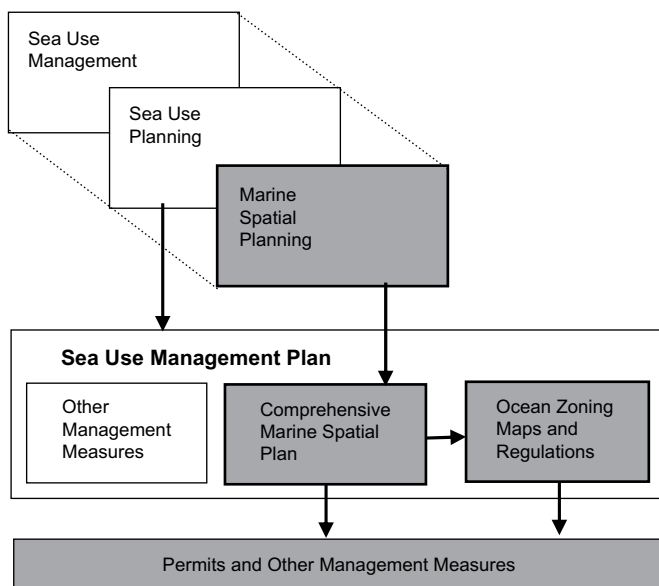 Sea Use
Management
Sea Use
Planning
Marine
Spatial
Planning
Sea Use Management Plan
Other
Management
Measures
Comprehensive
Marine Spatial
Plan
Ocean Zoning
Maps and
Regulations
Permits and Other Management Measures